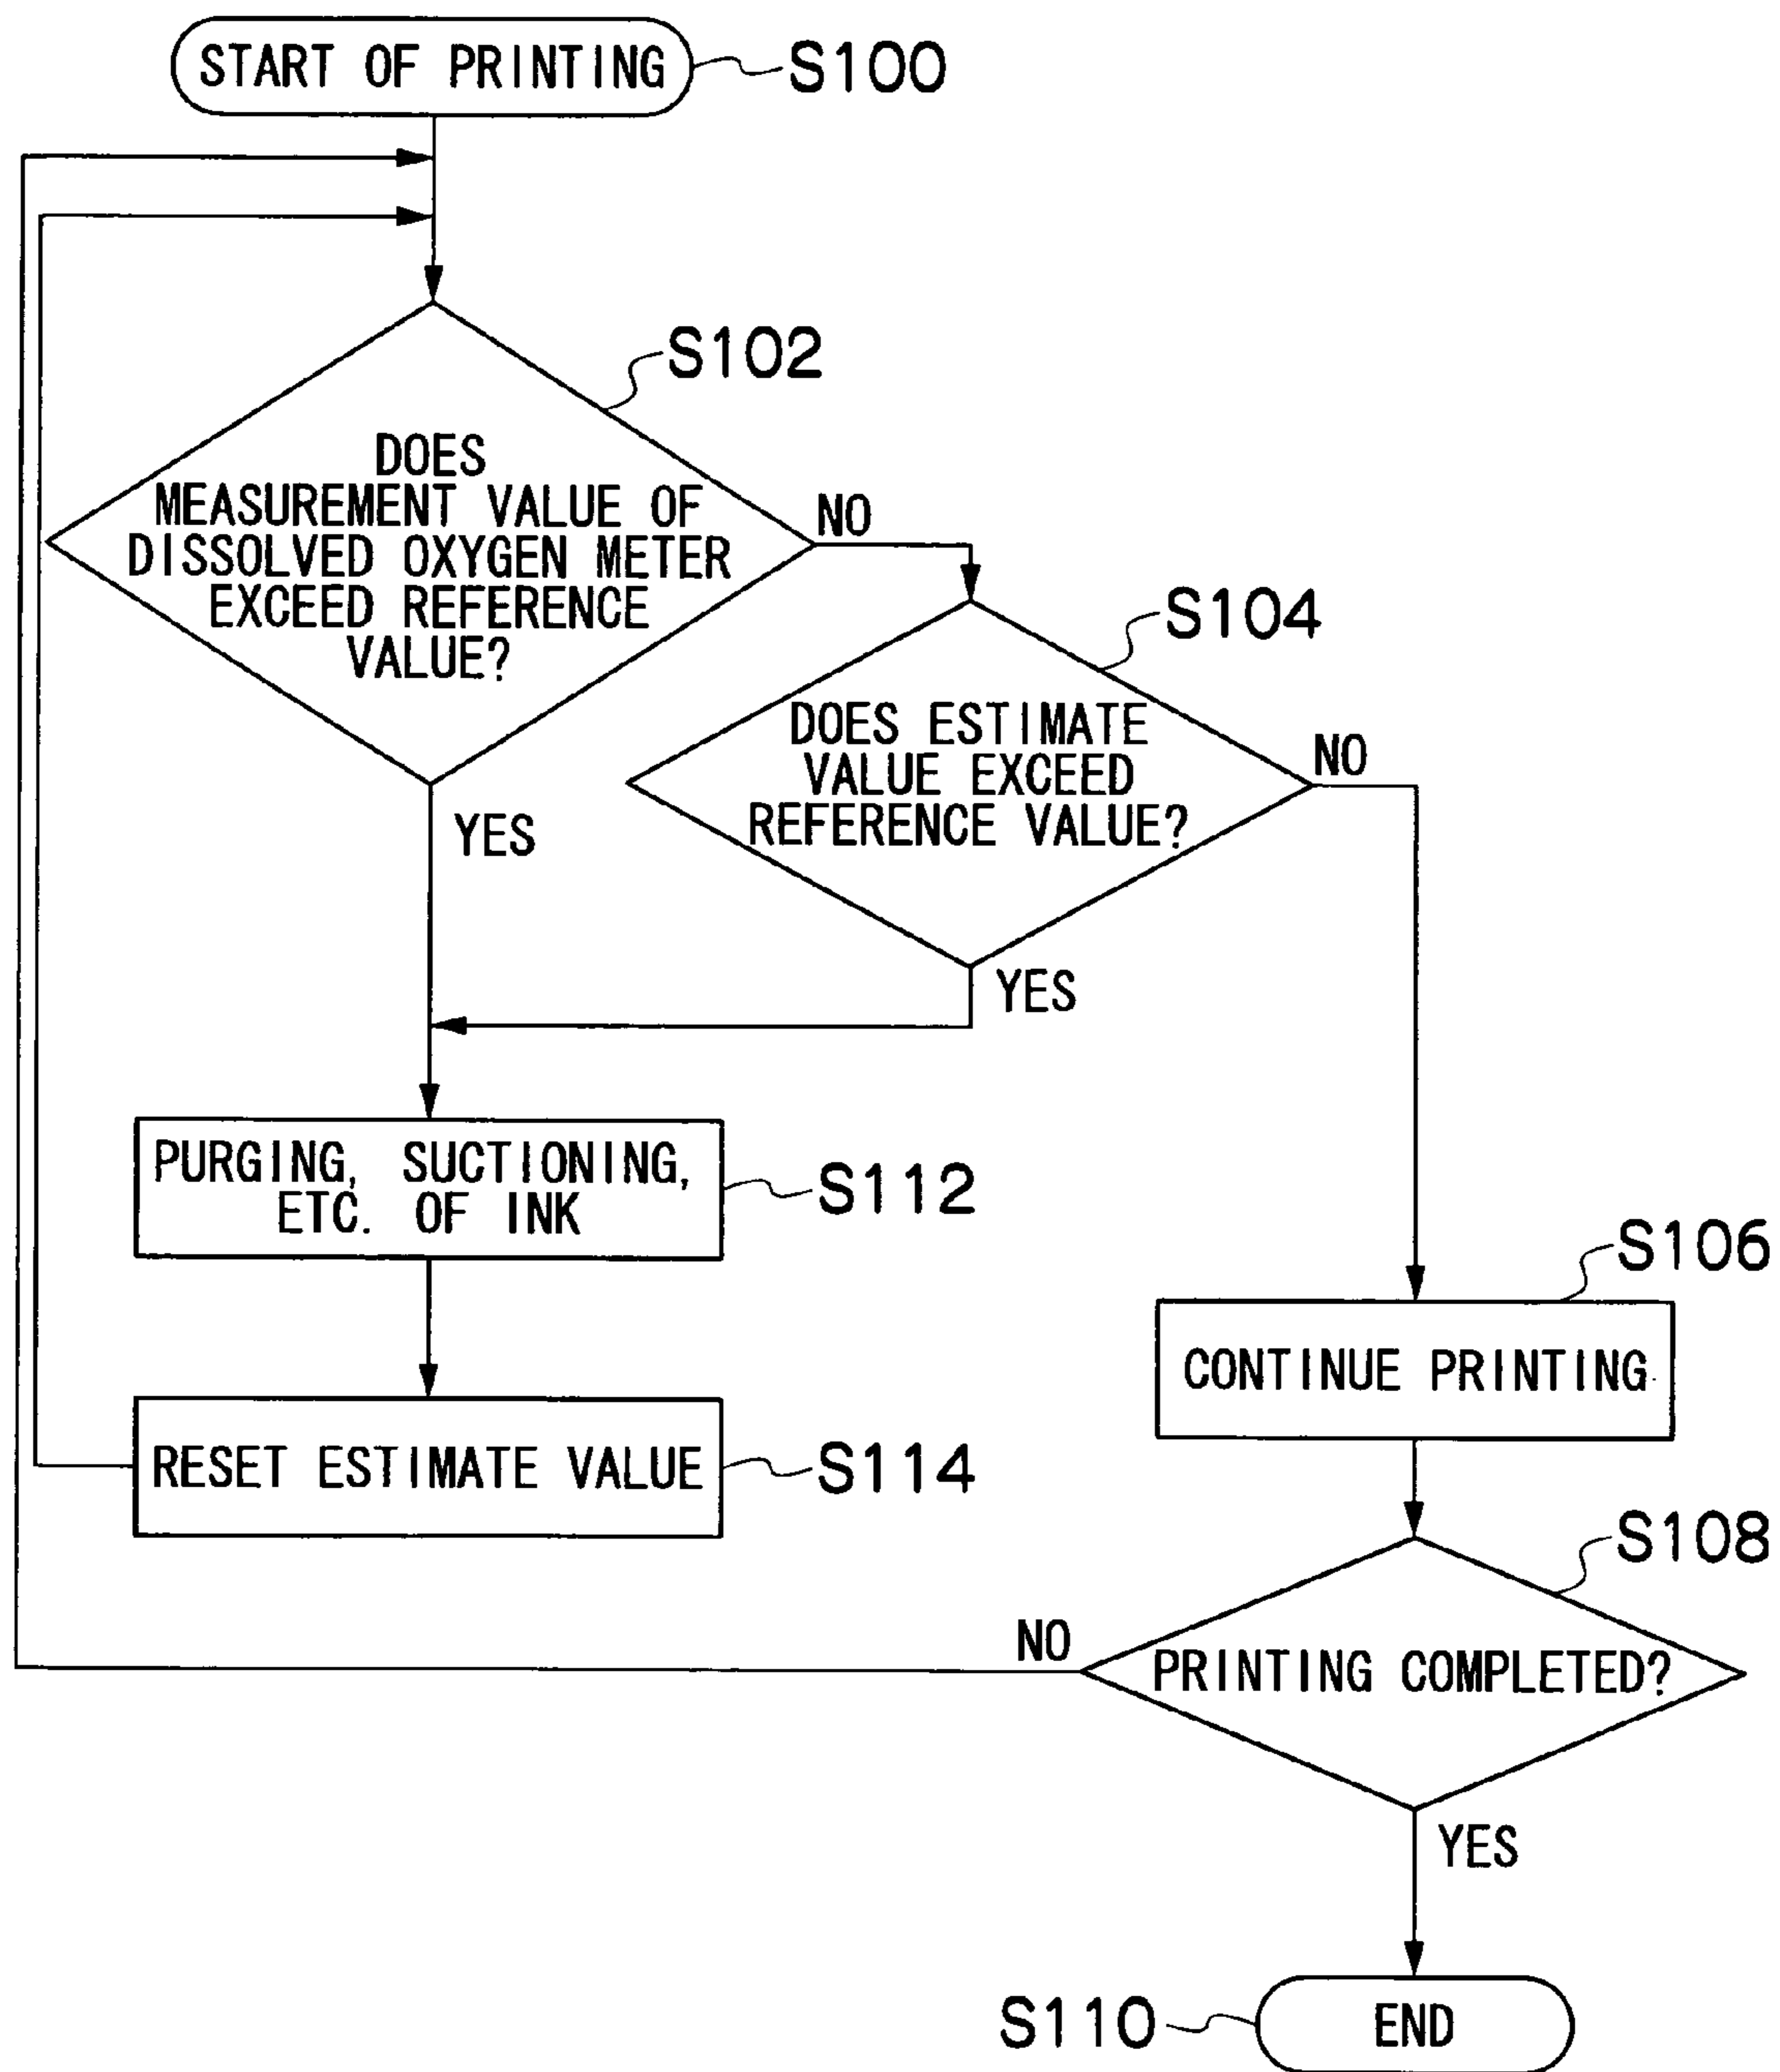 START OF PRINTING
S100
S102
DOES
MEASUREMENT VALUE OF
DISSOLVED OXYGEN METER
EXCEED REFERENCE
VALUE?
NO
YES
S104
DOES ESTIMATE
VALUE EXCEED
REFERENCE VALUE?
NO
YES
PURGING, SUCTIONING,
ETC. OF INK
S112
S106
CONTINUE PRINTING
RESET ESTIMATE VALUE
S114
S108
NO
PRINTING COMPLETED?
YES
S110
END